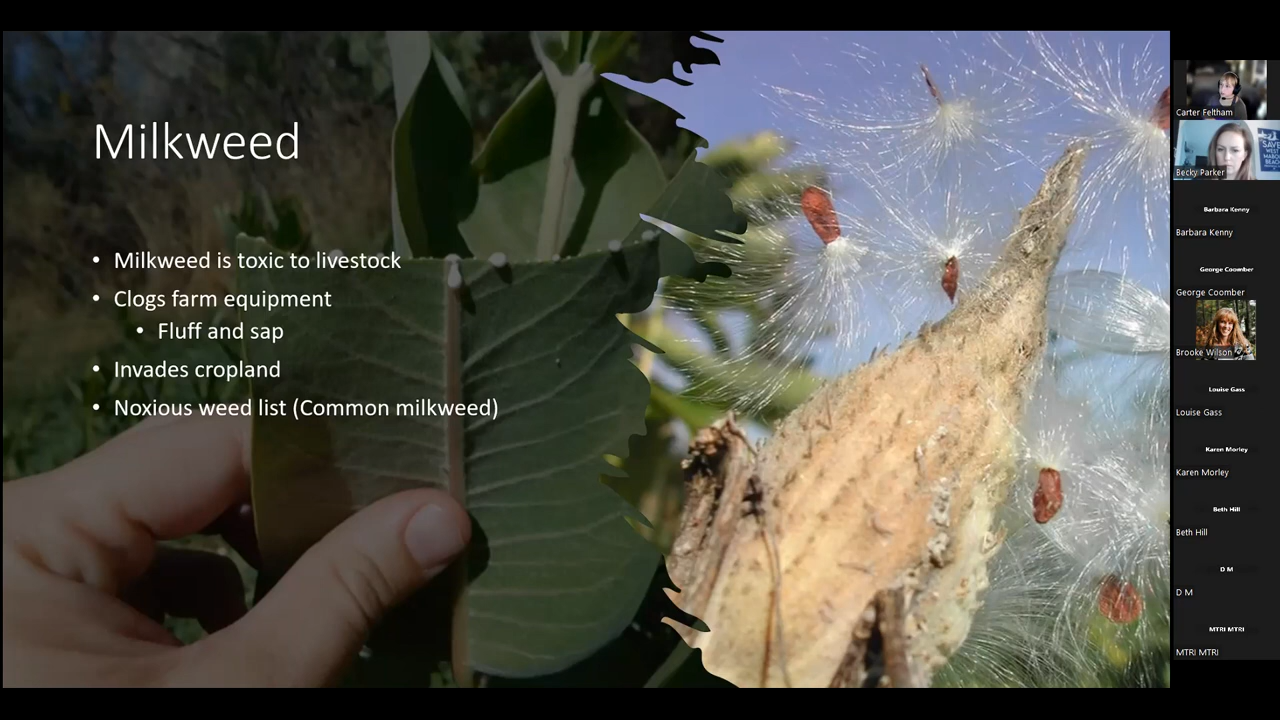 Milkweed
• Milkweed is toxic to livestock
• Clogs farm equipment
• Fluff and sap
• Invades cropland
• Noxious weed list (Common milkweed)
Carter Feltham
SAVE
WEST
Becky Parker
Barbara Kenny
Barbara Kenny
George Coomber
George Coomber
Brooke Wilson
Louise Gass
Louise Gass
Karen Morley
Karen Morley
Beth Hill
Beth Hill
D M
D M
MTRI MTRI
MTRI MTRI